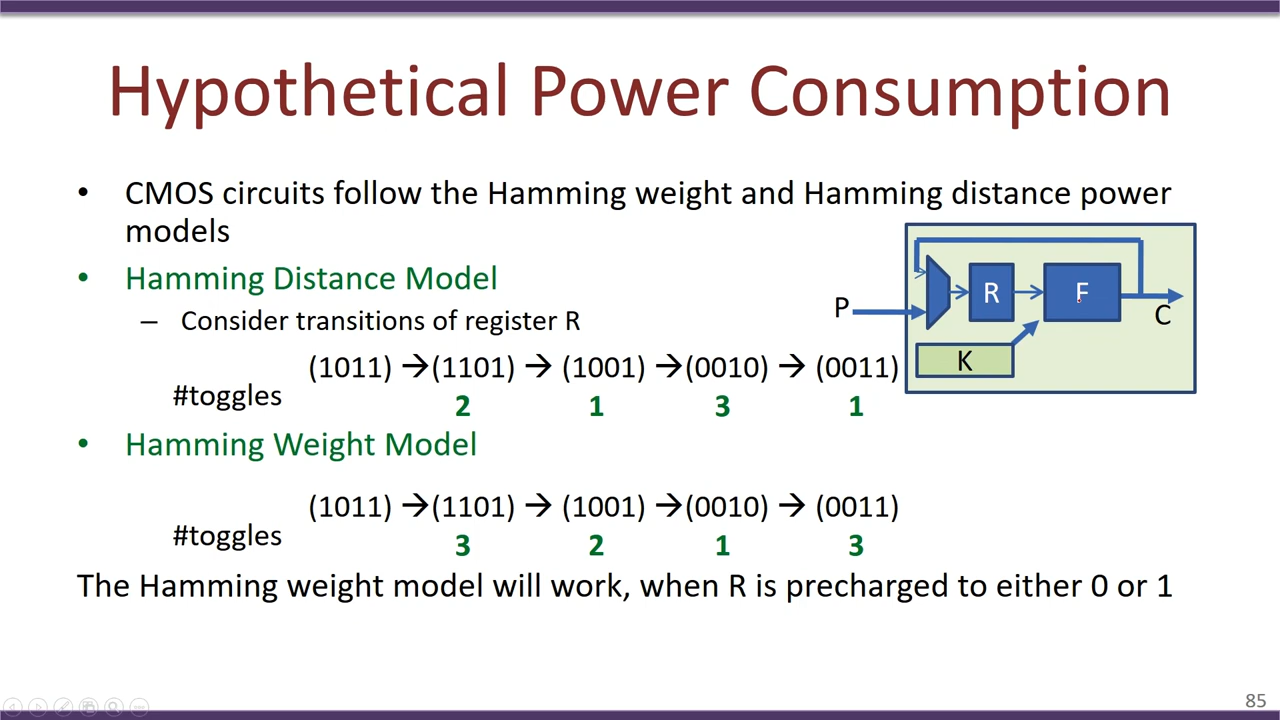 Hypothetical Power Consumption
• CMOS circuits follow the Hamming weight and Hamming distance power
models
• Hamming Distance Model
– Consider transitions of register R
(1011) →(1101) → (1001) →(0010) → (0011)
#toggles 2 1 3 1
P R F C
K
• Hamming Weight Model
(1011) →(1101) → (1001) →(0010) → (0011)
#toggles 3 2 1 3
The Hamming weight model will work, when R is precharged to either 0 or 1
85